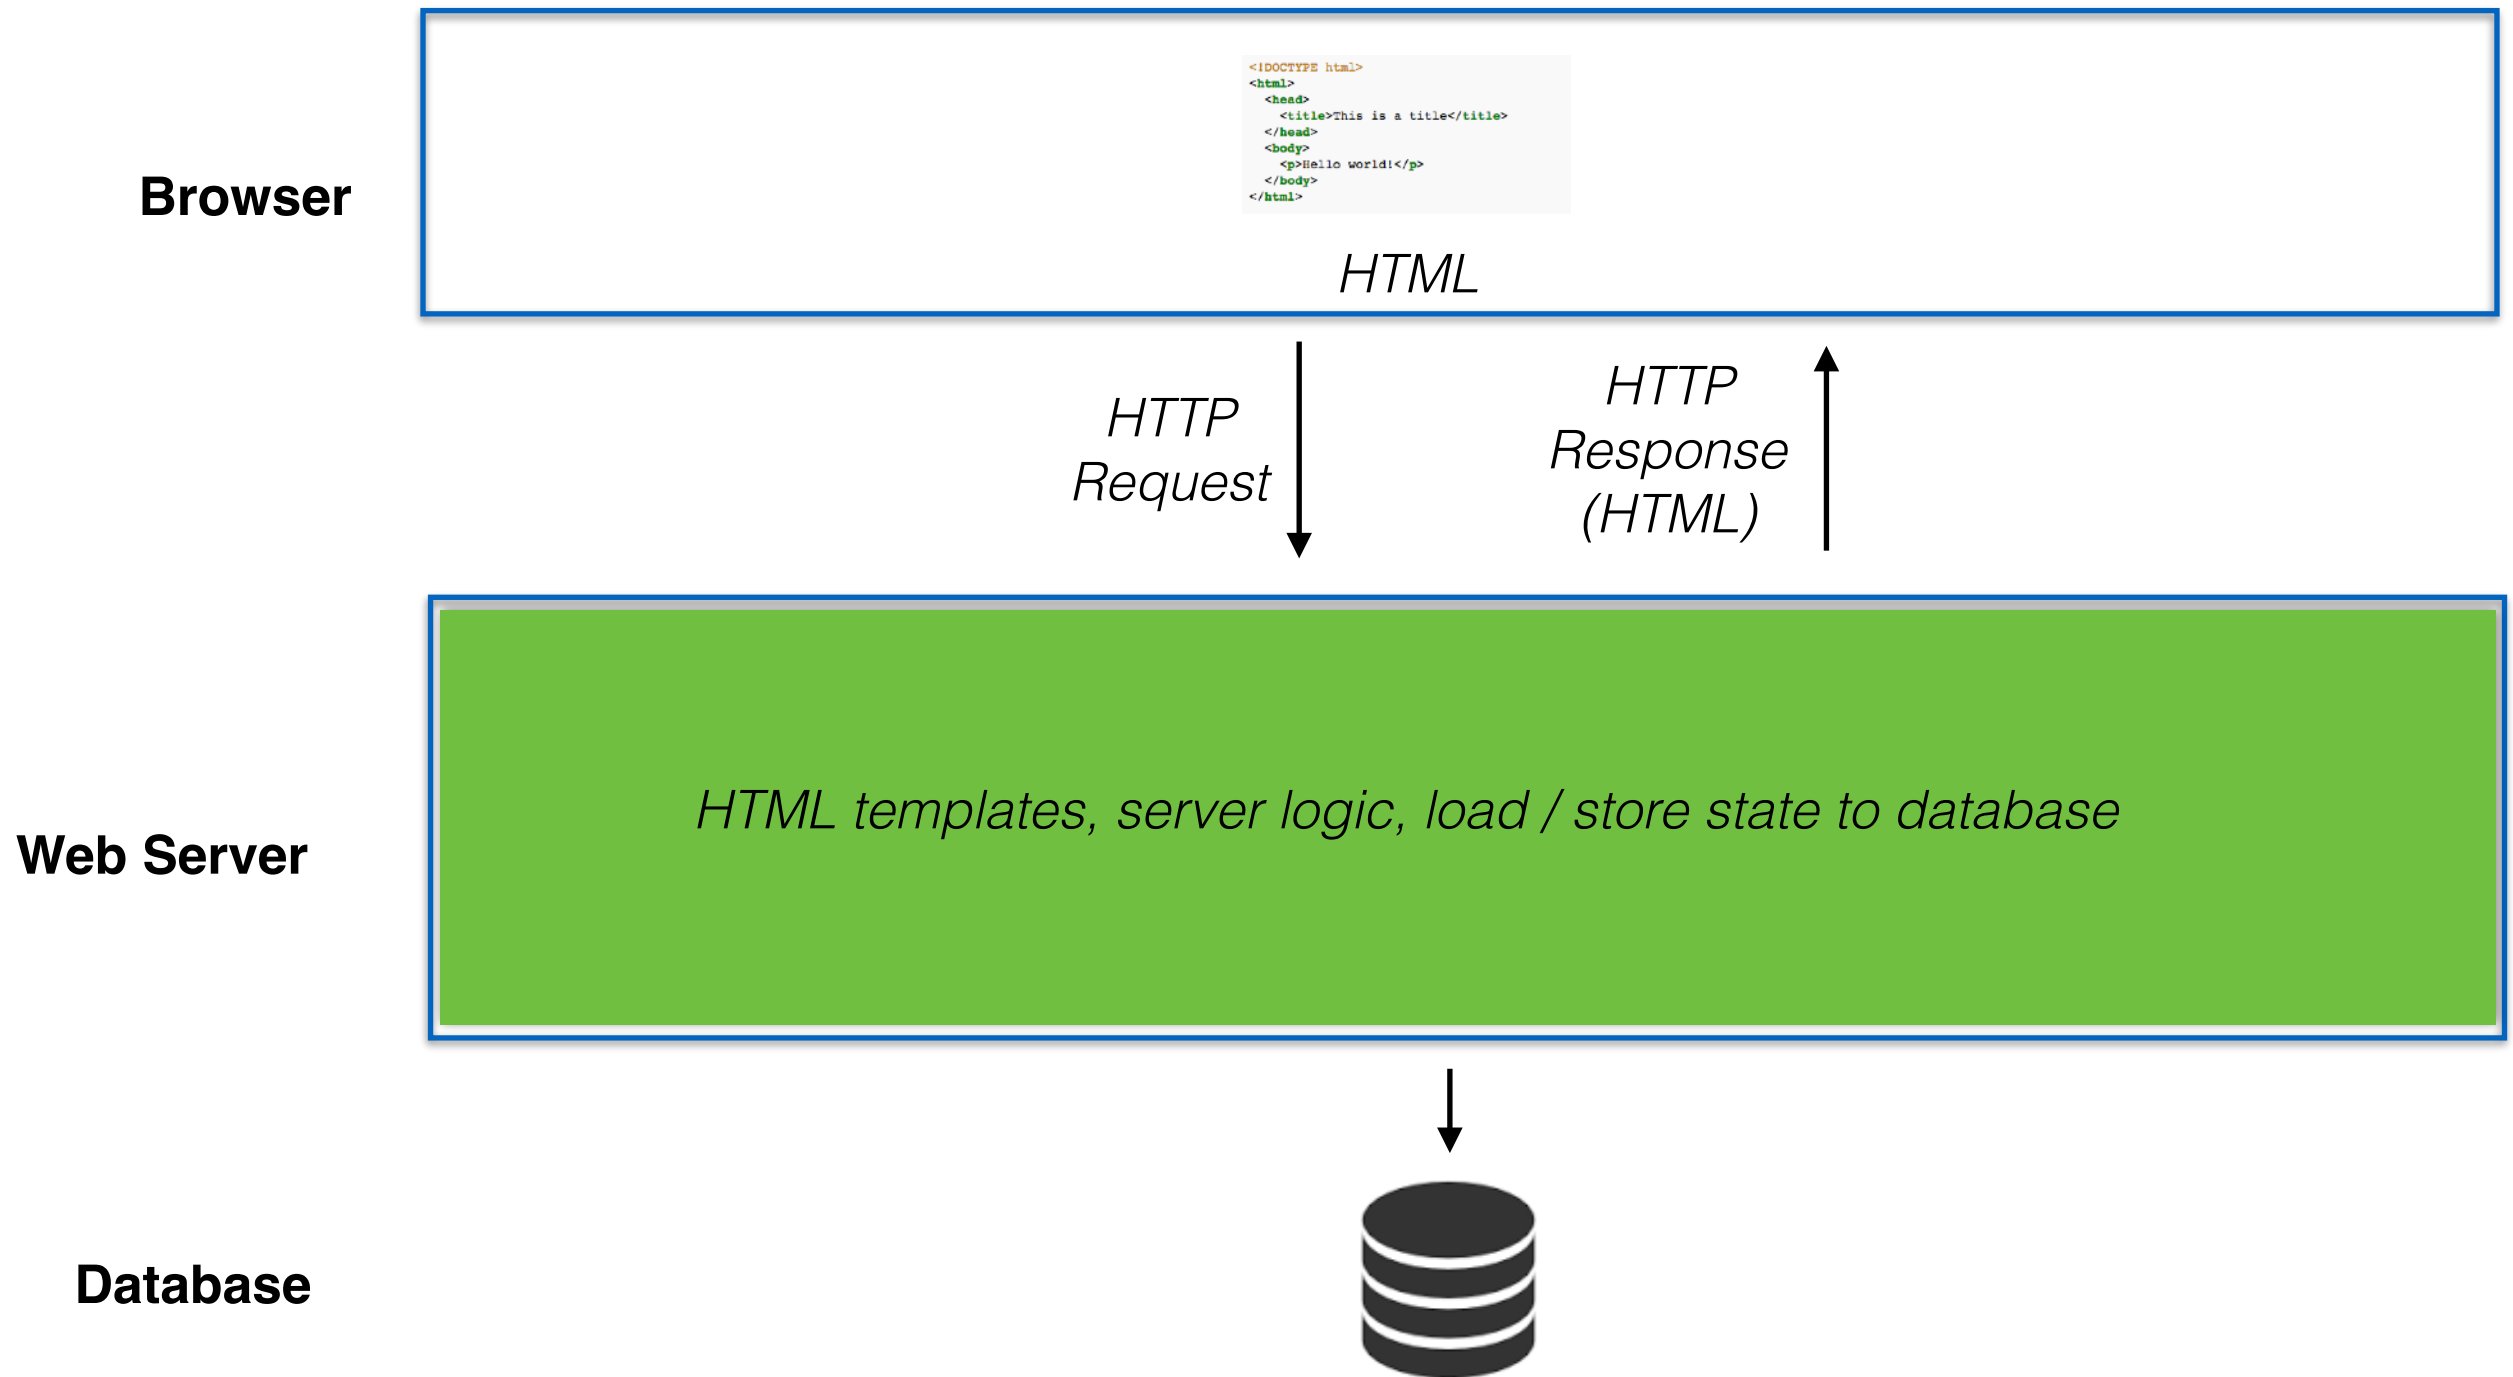 <!DOCTYPE html>
<html>
<head>
<title>This is a title</title>
</head>
<body>
<p>Hello world!</p>
</body>
</html>
Browser
HTML
HTTP
Request
HTTP
Response
(HTML)
HTML templates, server logic, load / store state to database
Web Server
Database